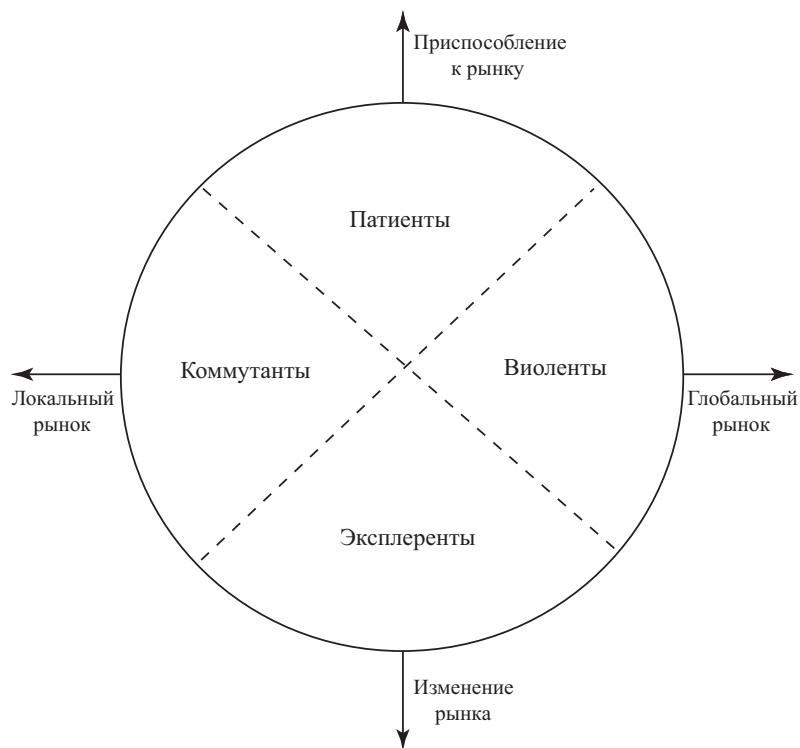 Приспособление
к рынку
Патиенты
Коммутанты
Виоленты
Локальный
рынок
Глобальный
рынок
Эксплеренты
Изменение
рынка